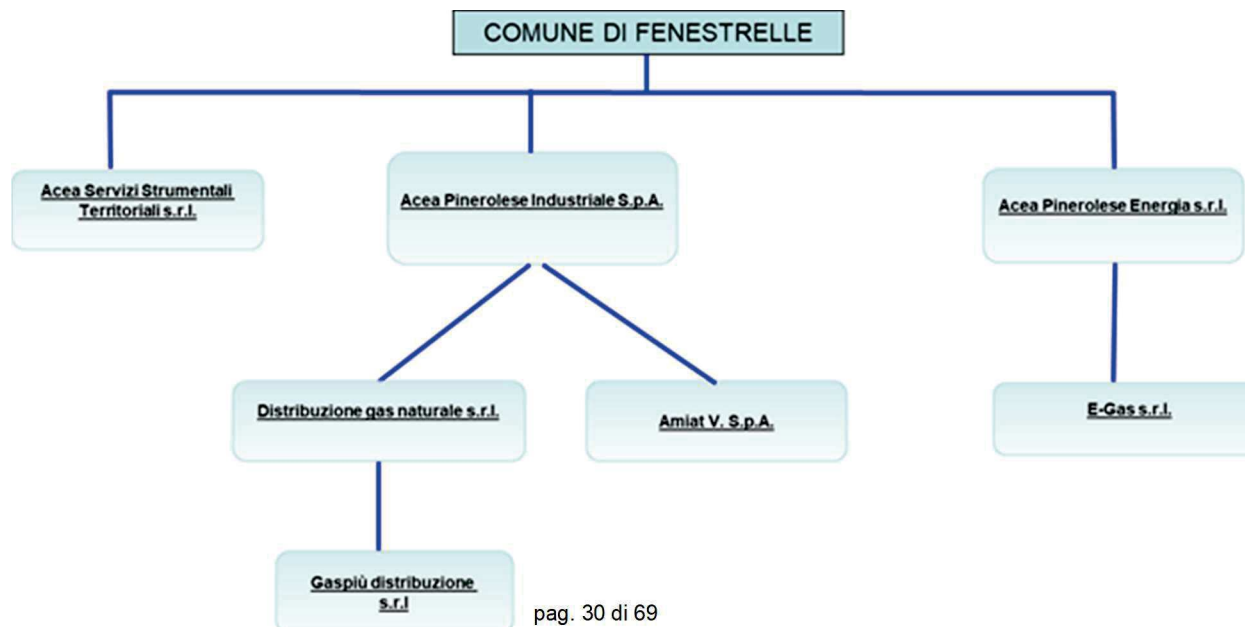 COMUNE DI FENESTRELLE
Acea Servizi Strumentali
Territoriali s.r.l.
Acea Pinerolese Industriale S.p.A.
Acea Pinerolese Energia s.r.l.
Distribuzione gas naturale s.r.l.
Amiat V. S.p.A.
E-Gas s.r.l.
Gaspiù distribuzione
s.r.l
pag. 30 di 69